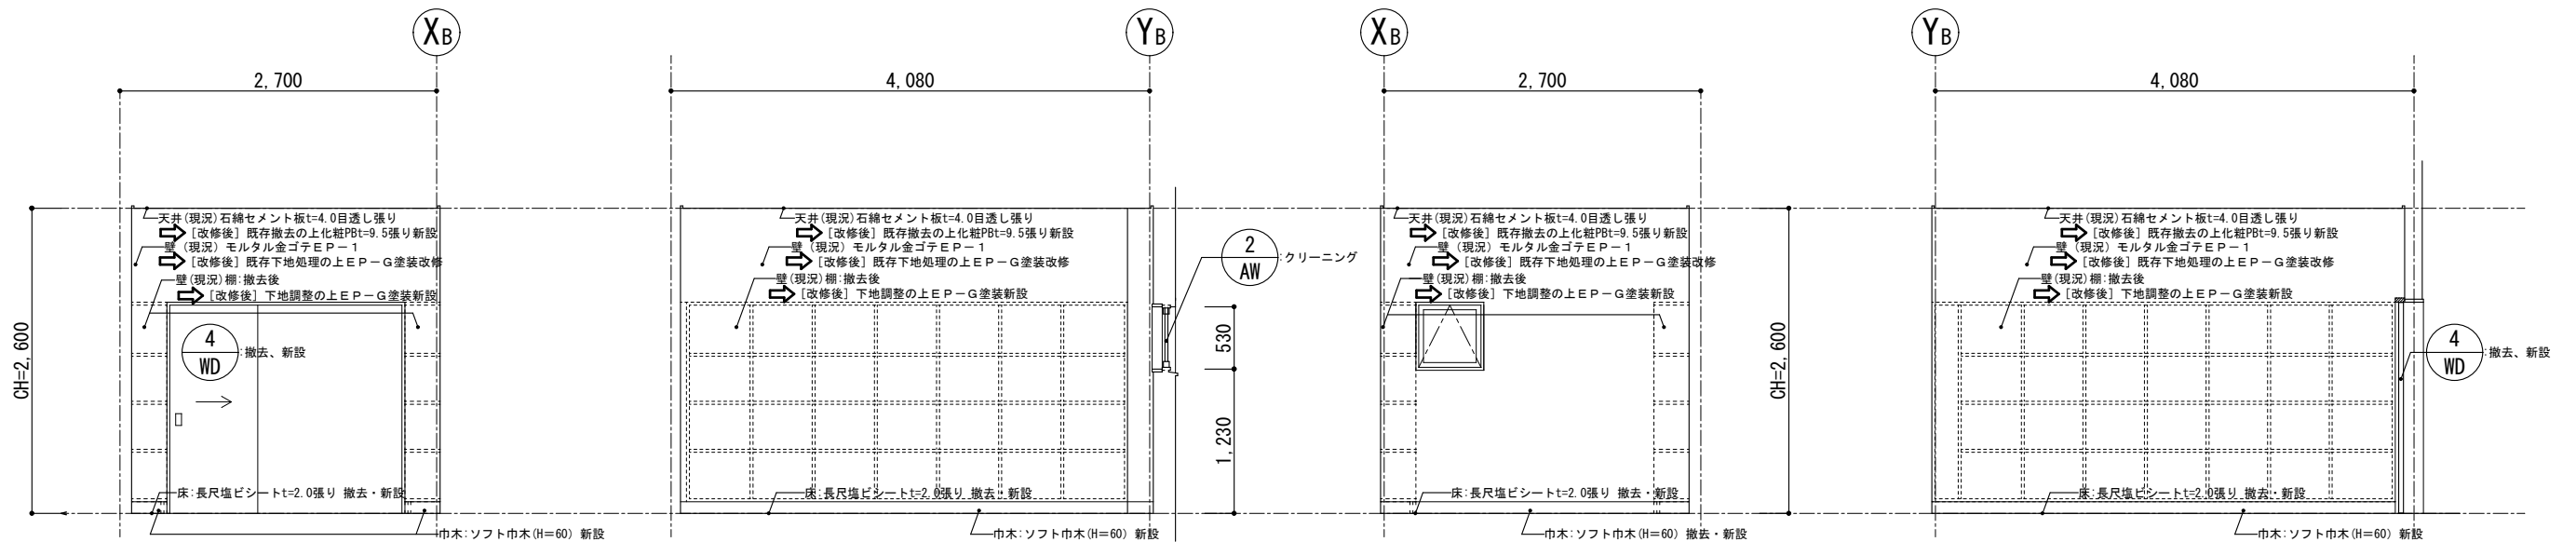 XB
2,700
CH=2,600
天井(現況)石綿セメント板t=4.0目透し張り
[改修後]既存撤去の上化粧PBt=9.5張り新設
壁（現況）モルタル金ゴテＥＰ－１
[改修後] 既存下地処理の上ＥＰ－Ｇ塗装改修
壁(現況)棚:撤去後
[改修後] 下地調整の上ＥＰ－Ｇ塗装新設
4
WD
:撤去、新設
床:長尺塩ビシートt=2.0張り 撤去・新設
巾木:ソフト巾木(H=60) 新設
YB
4,080
天井(現況)石綿セメント板t=4.0目透し張り
[改修後]既存撤去の上化粧PBt=9.5張り新設
壁（現況）モルタル金ゴテＥＰ－１
[改修後] 既存下地処理の上ＥＰ－Ｇ塗装改修
壁(現況)棚:撤去後
[改修後] 下地調整の上ＥＰ－Ｇ塗装新設
2
AW
:クリーニング
530
1,230
床:長尺塩ビシートt=2.0張り 撤去・新設
巾木:ソフト巾木(H=60) 新設
XB
2,700
天井(現況)石綿セメント板t=4.0目透し張り
[改修後]既存撤去の上化粧PBt=9.5張り新設
壁（現況）モルタル金ゴテＥＰ－１
[改修後] 既存下地処理の上ＥＰ－Ｇ塗装改修
壁(現況)棚:撤去後
[改修後] 下地調整の上ＥＰ－Ｇ塗装新設
床:長尺塩ビシートt=2.0張り 撤去・新設
巾木:ソフト巾木(H=60) 撤去・新設
YB
4,080
CH=2,600
天井(現況)石綿セメント板t=4.0目透し張り
[改修後]既存撤去の上化粧PBt=9.5張り新設
壁（現況）モルタル金ゴテＥＰ－１
[改修後] 既存下地処理の上ＥＰ－Ｇ塗装改修
壁(現況)棚:撤去後
[改修後] 下地調整の上ＥＰ－Ｇ塗装新設
4
WD
:撤去、新設
床:長尺塩ビシートt=2.0張り 撤去・新設
巾木:ソフト巾木(H=60) 新設